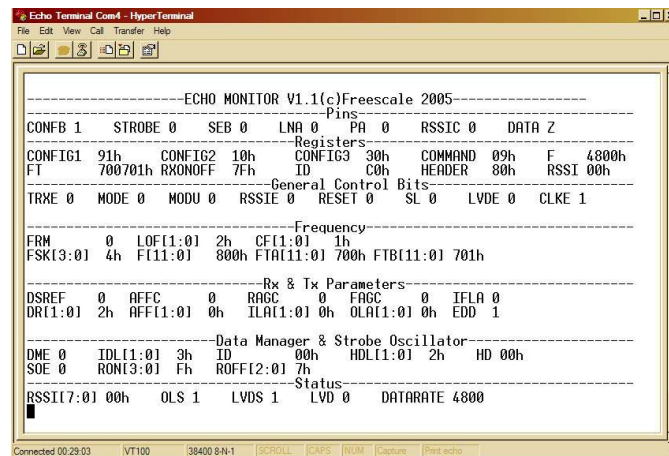 Echo Terminal Com4 - HyperTerminal
File Edit View Call Transfer Help
------------------ECHO MONITOR V1.1(c)Freescale 2005-----------------
Pins
CONFB 1 STROBE 0 SEB 0 LNA 0 PA 0 RSSIC 0 DATA Z
Registers
CONFIG1 91h CONFIG2 10h CONFIG3 30h COMMAND 09h F 4800h
FT 700701h RXONOFF 7Fh ID C0h HEADER 80h RSSI 00h
General Control Bits
TRXE 0 MODE 0 MODU 0 RSSIE 0 RESET 0 SL 0 LVDE 0 CLKE 1
Frequency
FRM 0 LOF[1:0] 2h CF[1:0] 1h
FSK[3:0] 4h F[11:0] 800h FTA[11:0] 700h FTB[11:0] 701h
Rx & Tx Parameters
DSREF 0 AFFC 0 RAGC 0 FAGC 0 IFLA 0
DR[1:0] 2h AFF[1:0] 0h ILA[1:0] 0h OLA[1:0] 0h EDD 1
Data Manager & Strobe Oscillator
DME 0 IDL[1:0] 3h ID 00h HDL[1:0] 2h HD 00h
SOE 0 RON[3:0] Fh ROFF[2:0] 7h
Status
RSSI[7:0] 00h OLS 1 LVDS 1 LVD 0 DATARATE 4800
Connected 00:29:03 VT100 38400 8-N-1 SCROLL CAPS NUM Capture Print echo